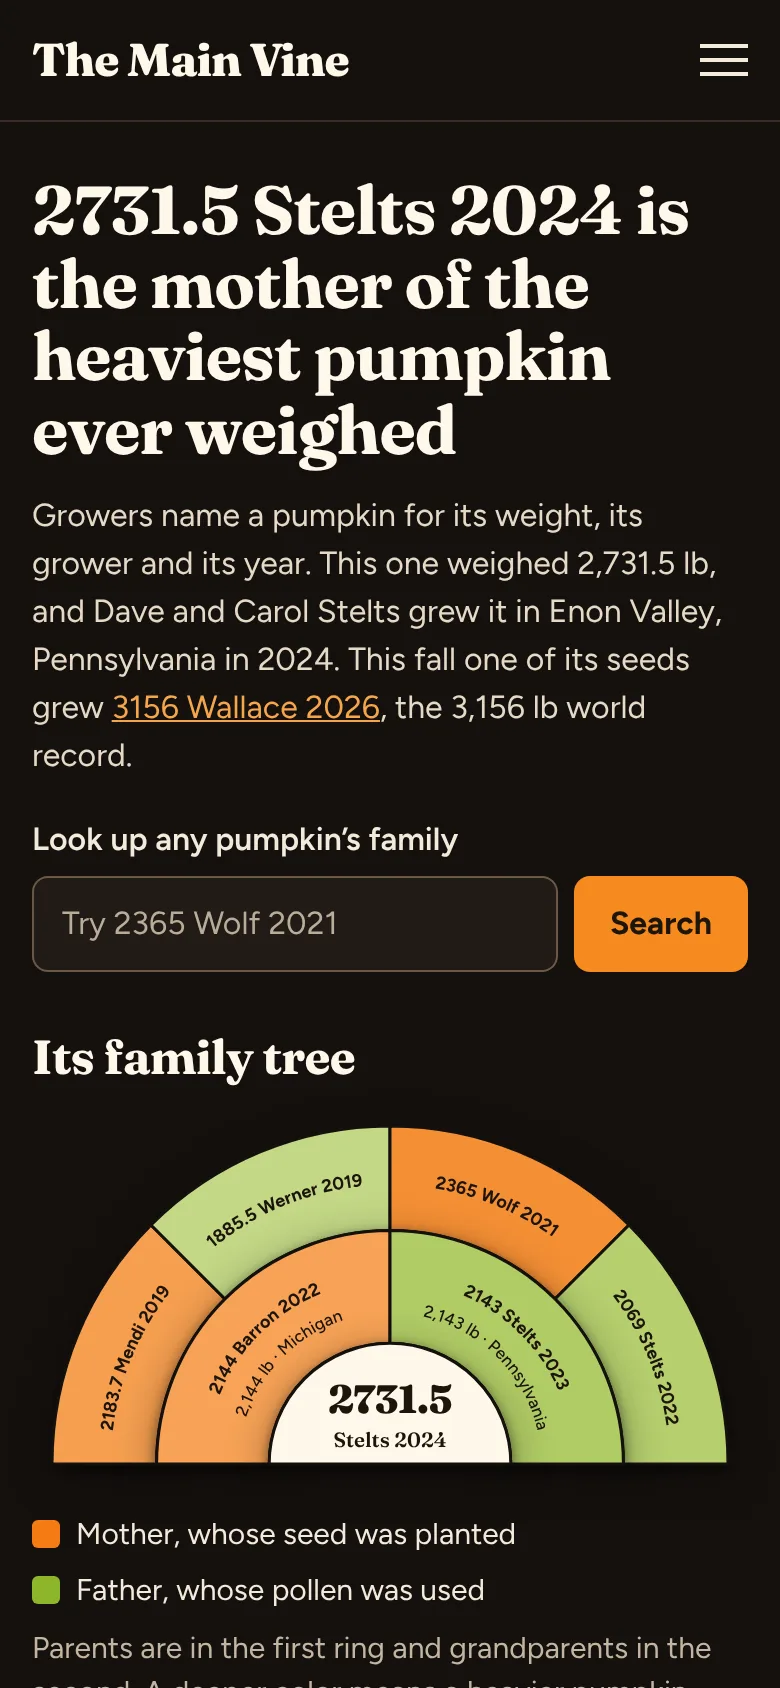 The Main Vine
2731.5 Stelts 2024 is
the mother of the
heaviest pumpkin
ever weighed
Growers name a pumpkin for its weight, its
grower and its year. This one weighed 2,731.5 lb,
and Dave and Carol Stelts grew it in Enon Valley,
Pennsylvania in 2024. This fall one of its seeds
grew 3156 Wallace 2026, the 3,156 lb world
record.
Look up any pumpkin’s family
Try 2365 Wolf 2021
Search
Its family tree
2183.7 Mendi 2019
1885.5 Werner 2019
2365 Wolf 2021
2069 Stelts 2022
2144 Barron 2022
2,144 lb · Michigan
2143 Stelts 2023
2,143 lb · Pennsylvania
2731.5
Stelts 2024
Mother, whose seed was planted
Father, whose pollen was used
Parents are in the first ring and grandparents in the
second. A deeper color means a heavier pumpkin.